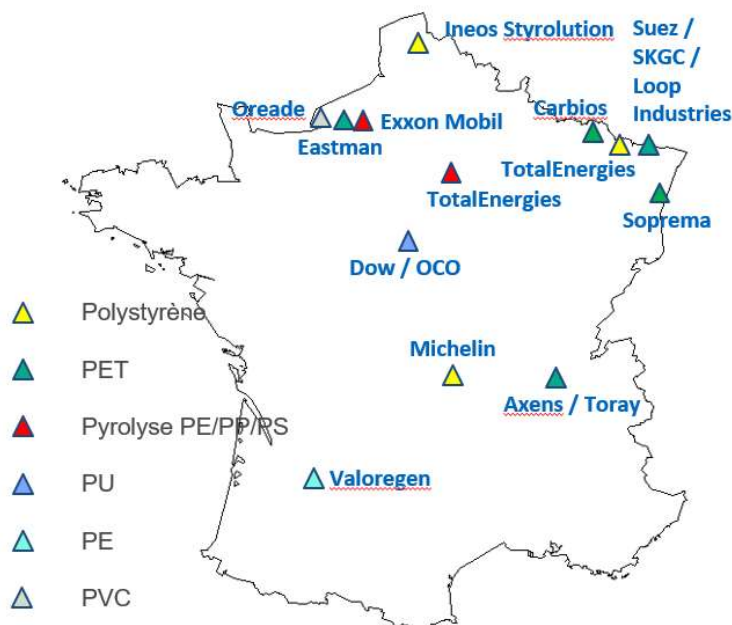 Ineos Styrolution
Suez /
SKGC /
Loop
Industries
Oreade
Exxon Mobil
Eastman
Carbios
TotalEnergies
TotalEnergies
Soprema
Dow / OCO
Michelin
Axens / Toray
Valoregen
Polystyrène
PET
Pyrolyse PE/PP/PS
PU
PE
PVC